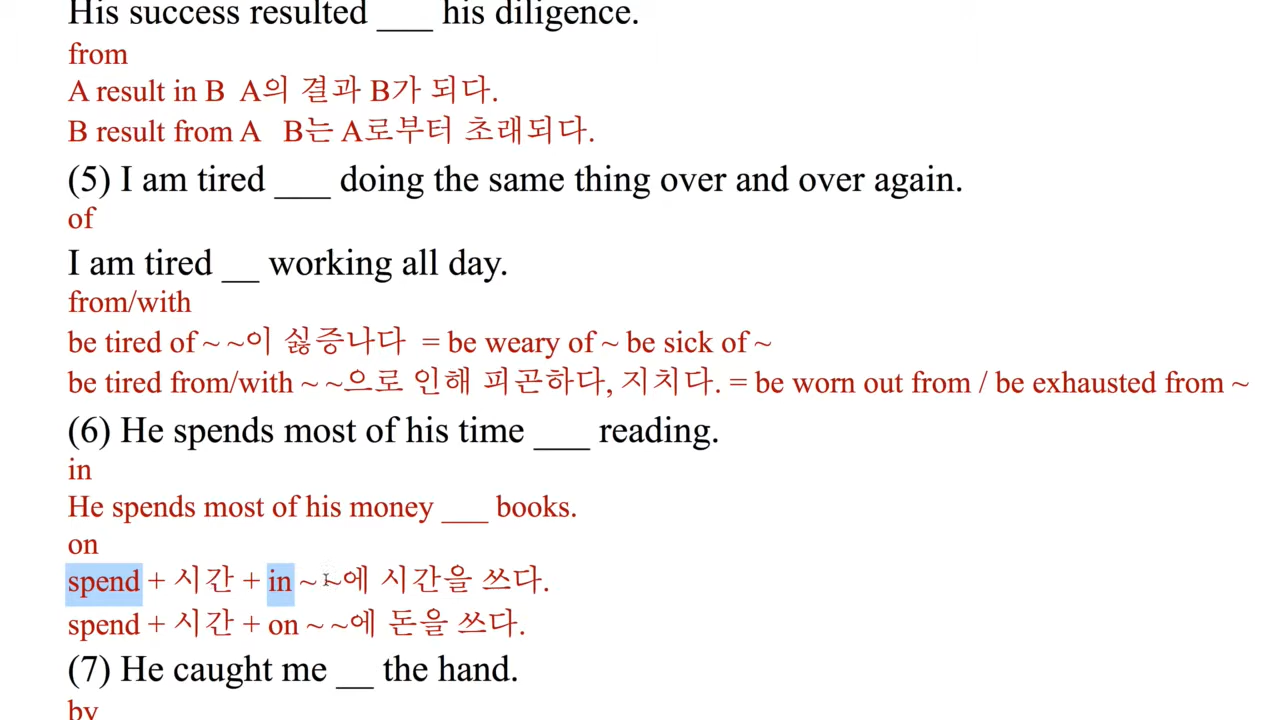 His success resulted ___ his diligence.
from
A result in B  A의 결과 B가 되다.
B result from A   B는 A로부터 초래되다.
(5) I am tired ___ doing the same thing over and over again.
of
I am tired __ working all day.
from/with
be tired of ~ ~이 싫증나다  = be weary of ~ be sick of ~
be tired from/with ~ ~으로 인해 피곤하다, 지치다. = be worn out from / be exhausted from ~
(6) He spends most of his time ___ reading.
in
He spends most of his money ___ books.
on
spend + 시간 + in ~ ~에 시간을 쓰다.
spend + 시간 + on ~ ~에 돈을 쓰다.
(7) He caught me __ the hand.
by